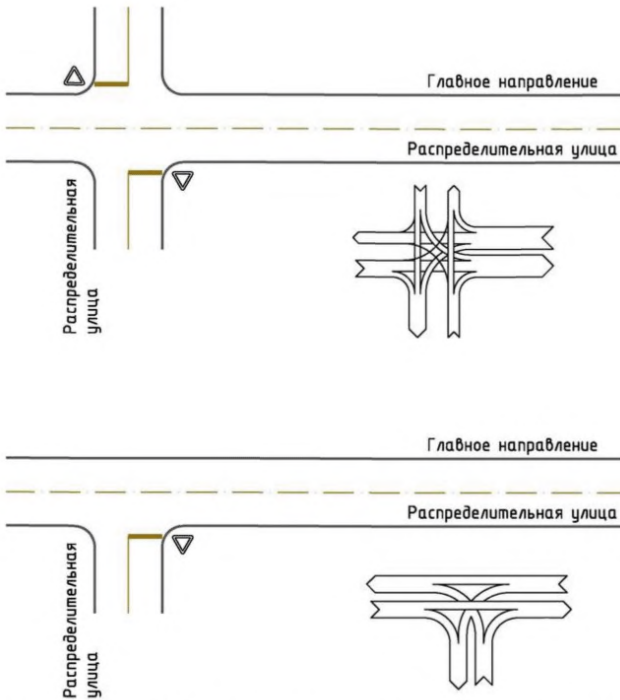 Главное направление
Распределительная улица
Распределительная
улица
Главное направление
Распределительная улица
Распределительная
улица